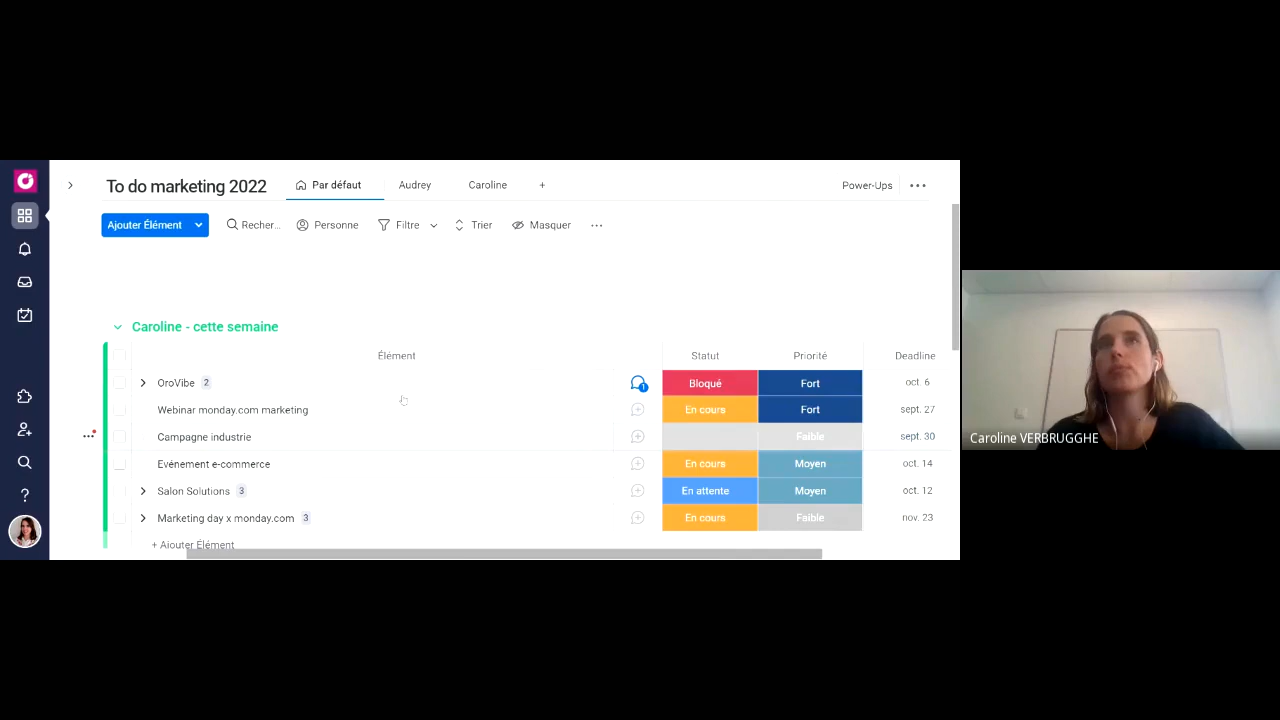 To do marketing 2022
Par défaut
Audrey
Caroline
+
Power-Ups
Ajouter Élément
Recher...
Personne
Filtre
Trier
Masquer
Caroline - cette semaine
Élément Statut Priorité Deadline
OroVibe 2 1 Bloqué Fort oct. 6
Webinar monday.com marketing En cours Fort sept. 27
Campagne industrie Faible sept. 30
Evénement e-commerce En cours Moyen oct. 14
Salon Solutions 3 En attente Moyen oct. 12
Marketing day x monday.com 3 En cours Faible nov. 23
+ Ajouter Élément
?
Caroline VERBRUGGHE